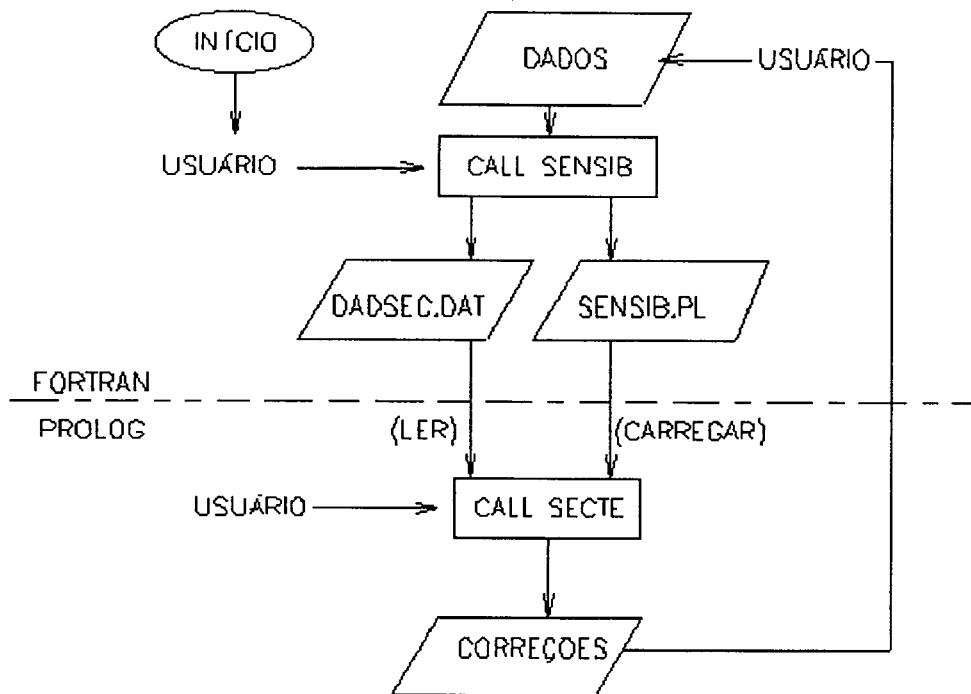 INÍCIO
DADOS
USUÁRIO
USUÁRIO
CALL SENSIB
DADSEC.DAT
SENSIB.PL
FORTRAN
PROLOG
(LER)
(CARREGAR)
USUÁRIO
CALL SECTE
CORREÇOES